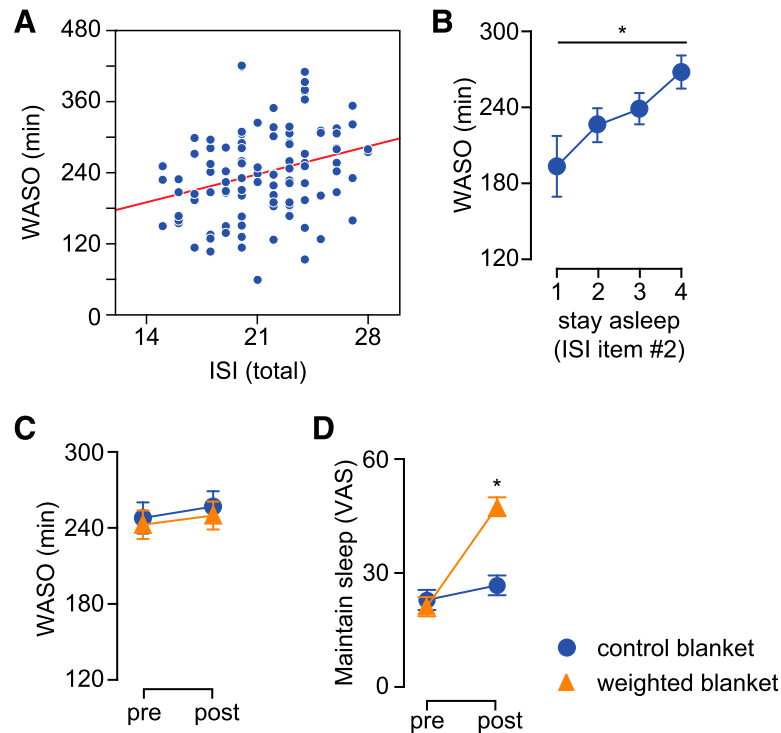 A
480
360
240
120
0
WASO (min)
14 21 28
ISI (total)
B
*
300
240
180
120
WASO (min)
1 2 3 4
stay asleep
(ISI item #2)
C
300
240
180
120
WASO (min)
pre post
D
*
60
30
0
Maintain sleep (VAS)
pre post
control blanket
weighted blanket